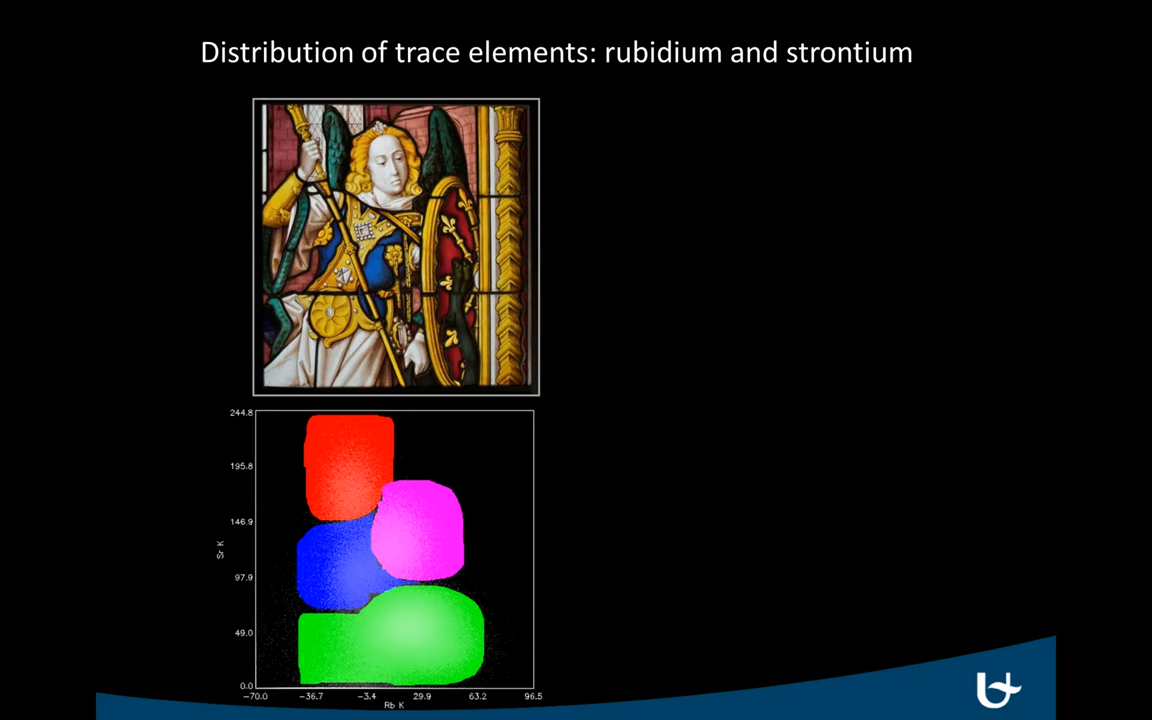 Distribution of trace elements: rubidium and strontium
244.8
195.8
146.9
97.9
49.0
0.0
Sr K
−70.0 −36.7 −3.4 29.9 63.2 96.5
Rb K